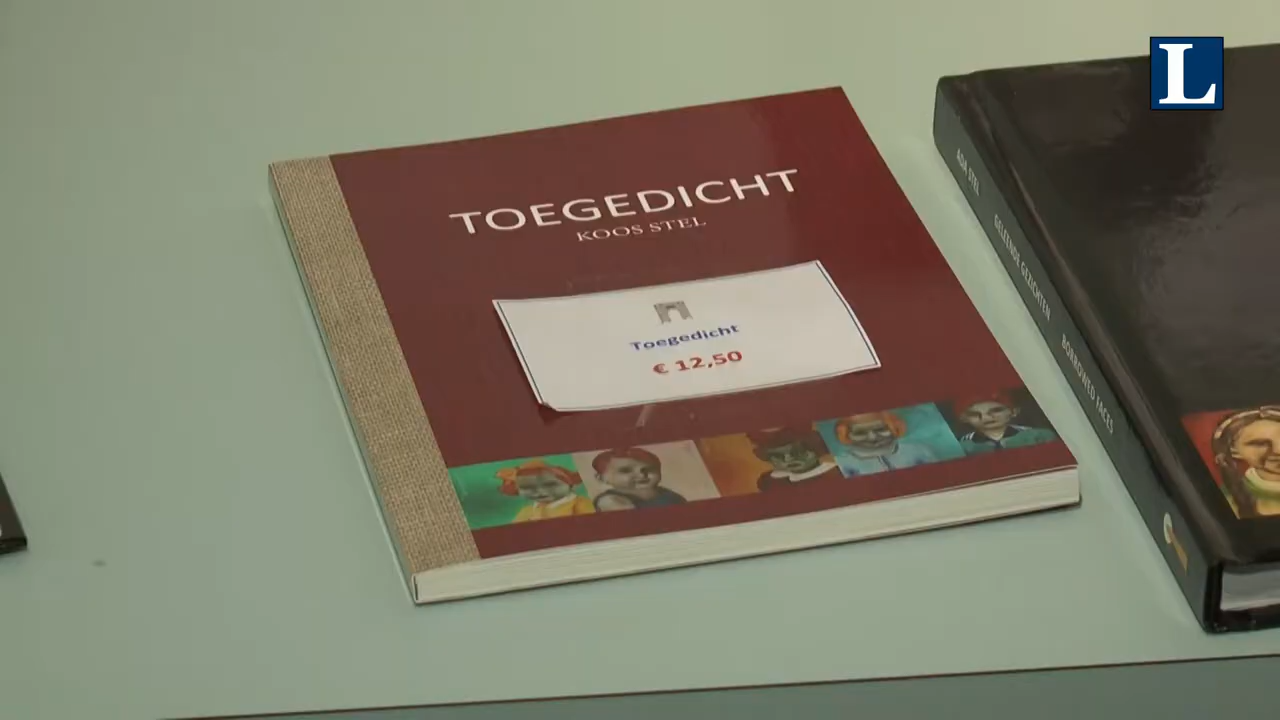 TOEGEDICHT
KOOS STEL
Toegedicht
€ 12,50
ADA STEL
GELEENDE GEZICHTEN
BORROWED FACES
L